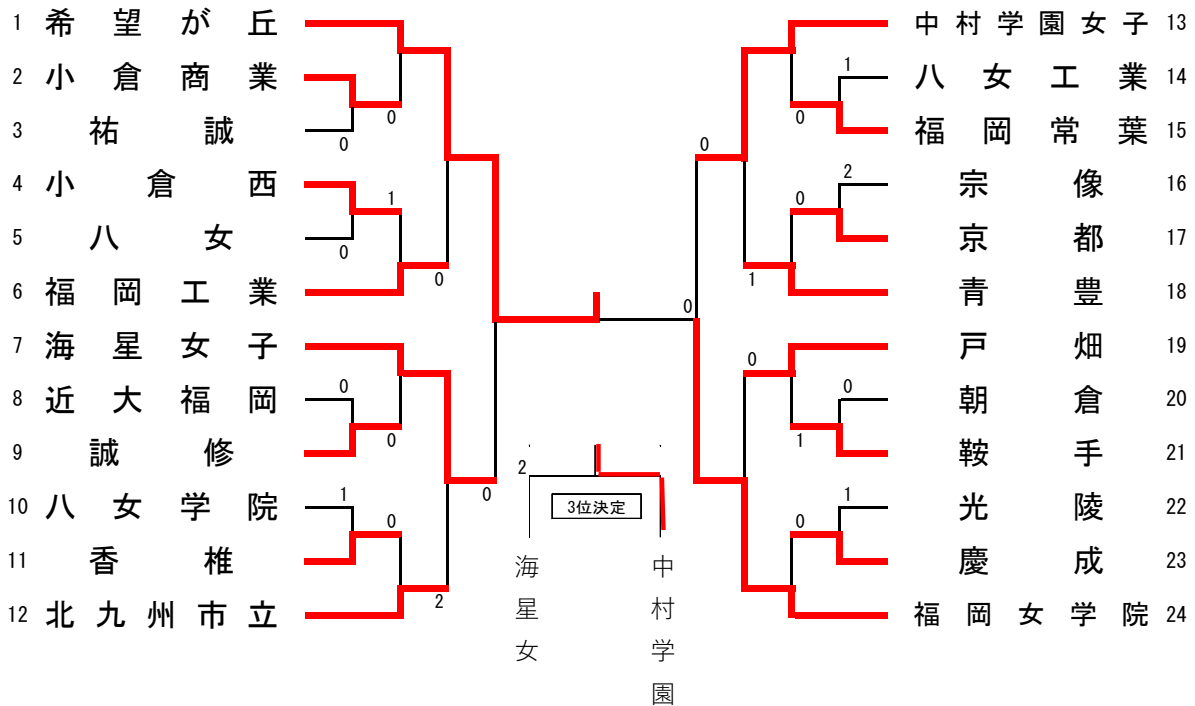 1 希望が丘
2 小倉商業
0
3 祐誠
0
4 小倉西
1
5 八女
0
0
6 福岡工業
7 海星女子
8 近大福岡
0
0
9 誠修
10 八女学院
1
0
0
11 香椎
12 北九州市立
2
中村学園女子 13
1
八女工業 14
0
福岡常葉 15
0
2
宗像 16
0
京都 17
1
青豊 18
0
戸畑 19
0
0
朝倉 20
1
鞍手 21
1
光陵 22
0
慶成 23
福岡女学院 24
2
3位決定
海星女
中村学園